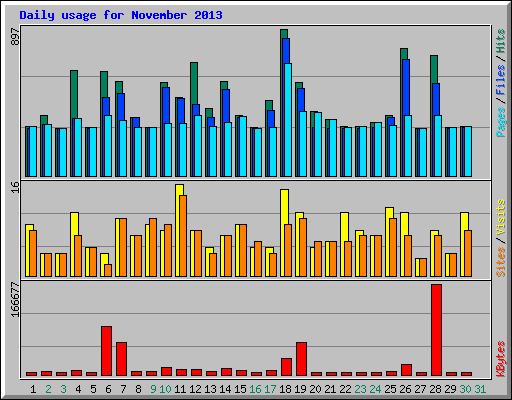 Daily usage for November 2013
897
Pages / Files / Hits
16
Sites / Visits
166677
KBytes
1 2 3 4 5 6 7 8 9 10 11 12 13 14 15 16 17 18 19 20 21 22 23 24 25 26 27 28 29 30 31